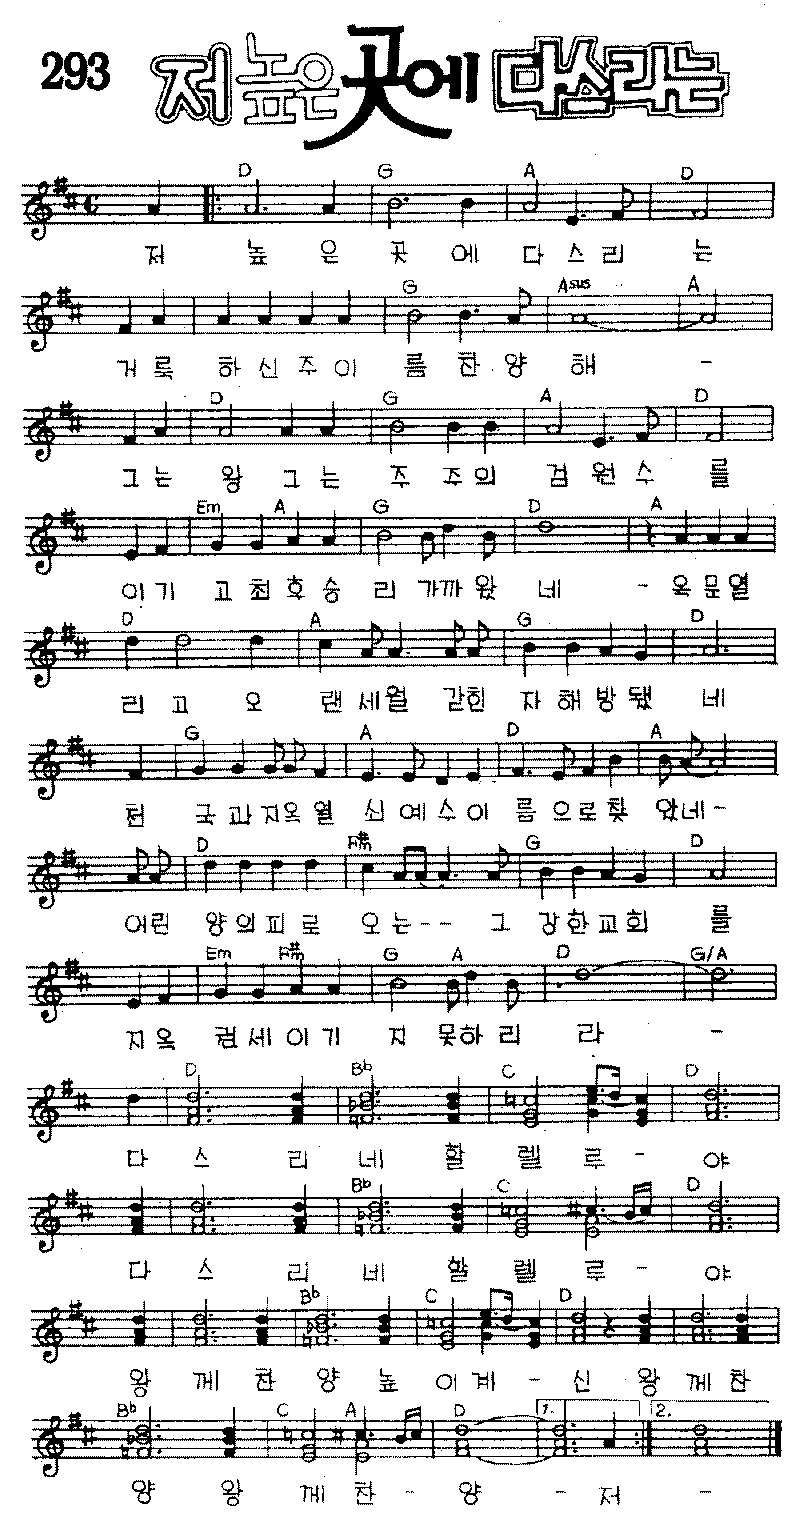 293 저 높은 곳에 다스리는
D G A D
저 높 은 곳 에 다 스 리 는
G Asus A
거 룩 하 신 주 이 름 찬 양 해 -
D G A D
그 는 왕 그 는 주 주 의 검 원 수 를
Em A G D A
이 기 고 최 후 승 리 가 까 왔 네 - 옥 문 열
D A G D
리 고 오 랜 세 월 갇 힌 자 해 방 됐 네
G A D A
천 국 과 지 옥 열 신 예 수 이 름 으 로 찾 았 네 -
D F#m G D
어 린 양 의 피 로 오 는 - - 그 강 한 교 회 를
Em F#m G A D G/A
지 옥 권 세 이 기 지 못 하 리 라 -
D Bb C D
다 스 리 네 할 렐 루 - 야
Bb C D
다 스 리 네 할 렐 루 - 야
Bb C D
왕 께 찬 양 높 이 계 - 신 왕 께 찬
Bb C A D 1. 2.
양 왕 께 찬 - 양 - 저 -